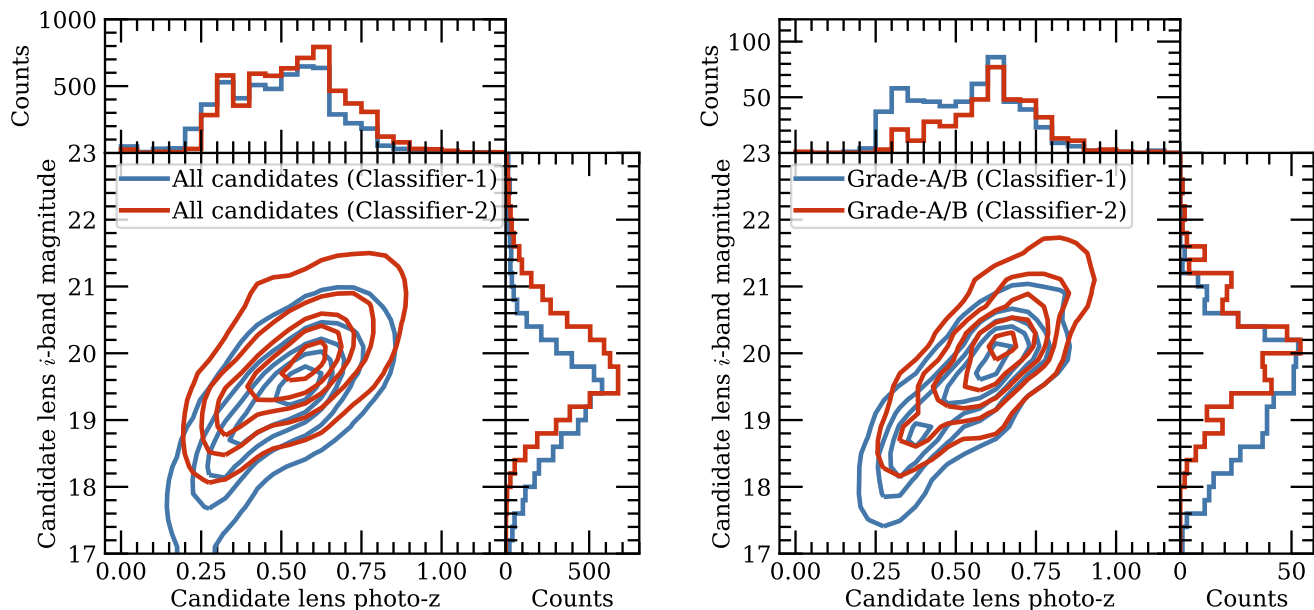 1000
500
Counts
23
22
21
20
19
18
17
Candidate lens i-band magnitude
All candidates (Classifier-1)
All candidates (Classifier-2)
0.00 0.25 0.50 0.75 1.00
Candidate lens photo-z
0 500
Counts
100
50
Counts
23
22
21
20
19
18
17
Candidate lens i-band magnitude
Grade-A/B (Classifier-1)
Grade-A/B (Classifier-2)
0.00 0.25 0.50 0.75 1.00
Candidate lens photo-z
0 50
Counts